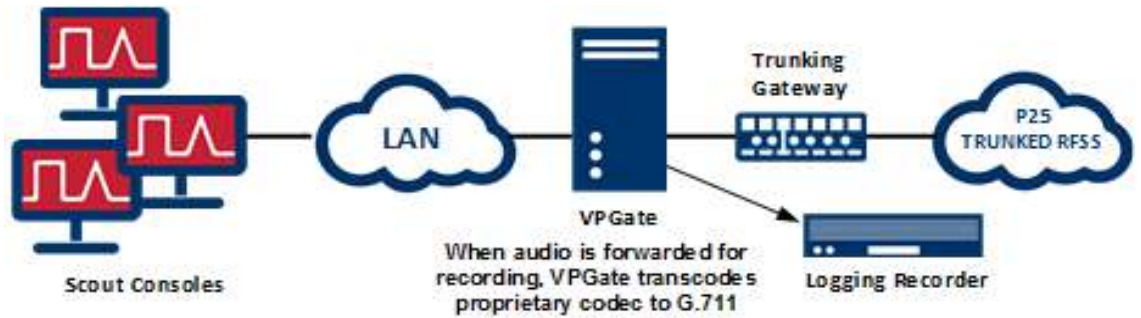 Trunking
Gateway
LAN
P25
TRUNKED RFSS
VPGate
When audio is forwarded for
recording, VPGate transcodes
proprietary codec to G.711
Scout Consoles
Logging Recorder